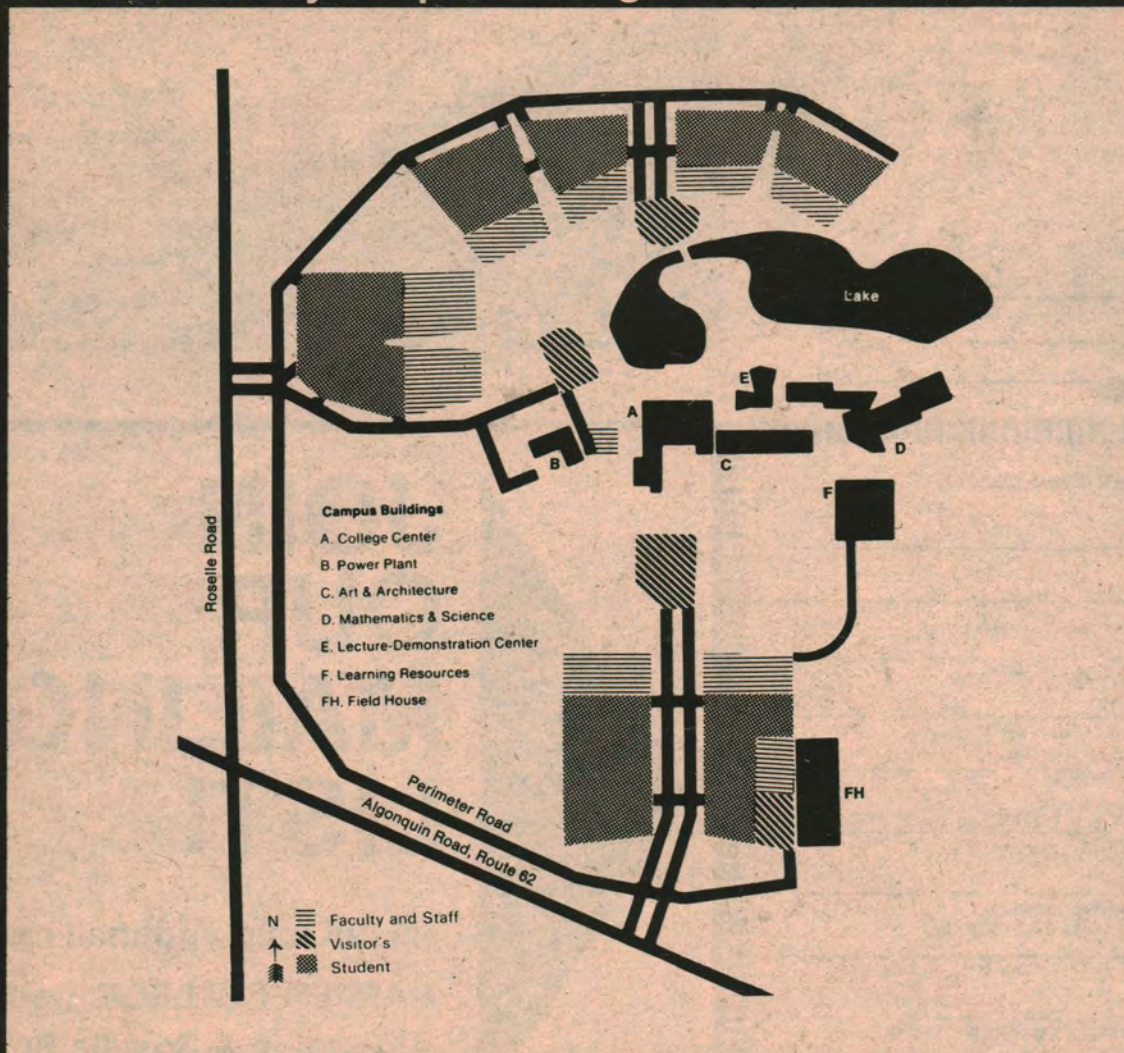 Lake
E
A
D
B
C
F
Roselle Road
Campus Buildings
A. College Center
B. Power Plant
C. Art & Architecture
D. Mathematics & Science
E. Lecture-Demonstration Center
F. Learning Resources
FH. Field House
FH
Perimeter Road
Algonquin Road, Route 62
N
Faculty and Staff
Visitor's
Student